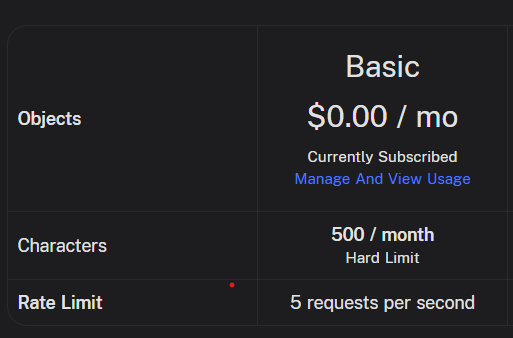 Objects
Basic
$0.00 / mo
Currently Subscribed
Manage And View Usage
Characters
500 / month
Hard Limit
Rate Limit
5 requests per second